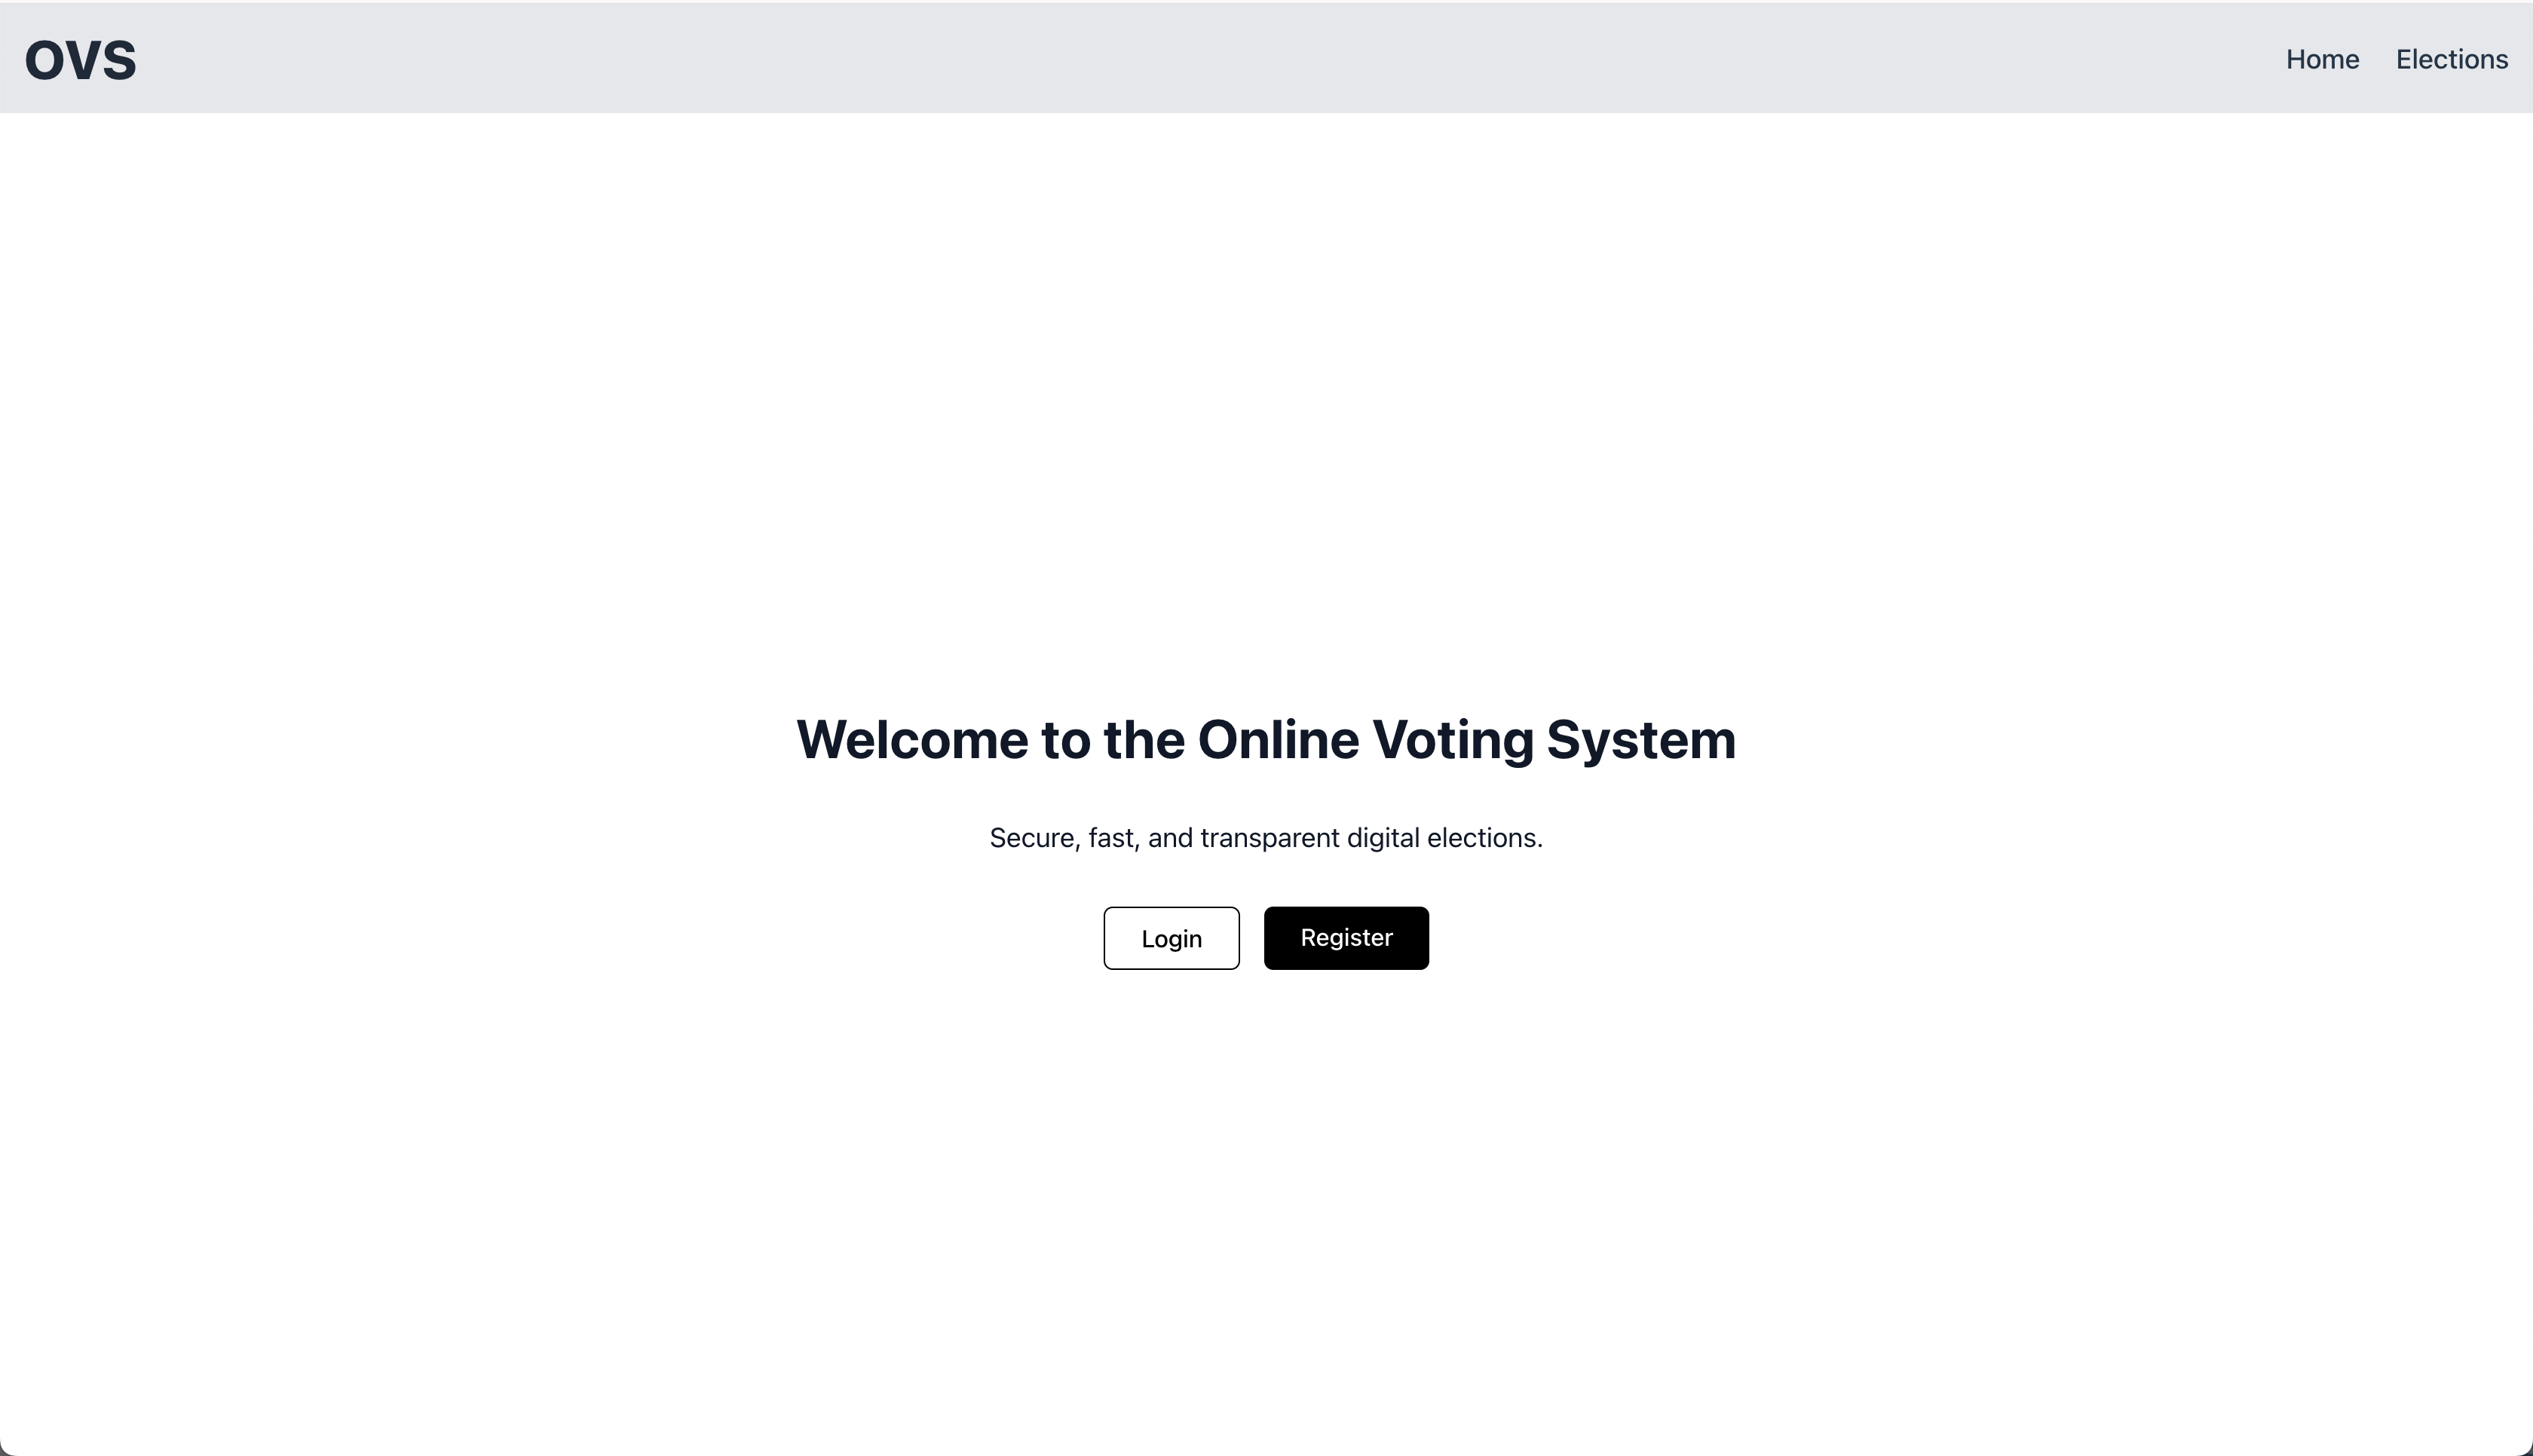 OVS
Home Elections
Welcome to the Online Voting System
Secure, fast, and transparent digital elections.
Login Register